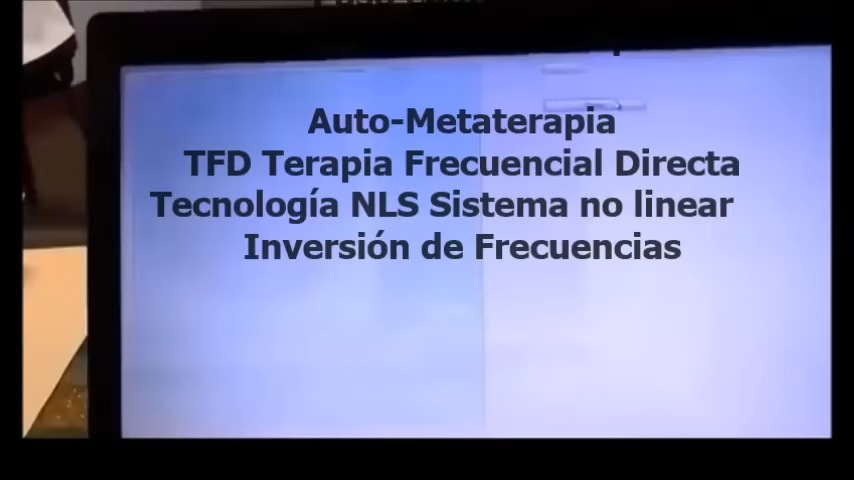 Auto-Metaterapia
TFD Terapia Frecuencial Directa
Tecnología NLS Sistema no linear
Inversión de Frecuencias